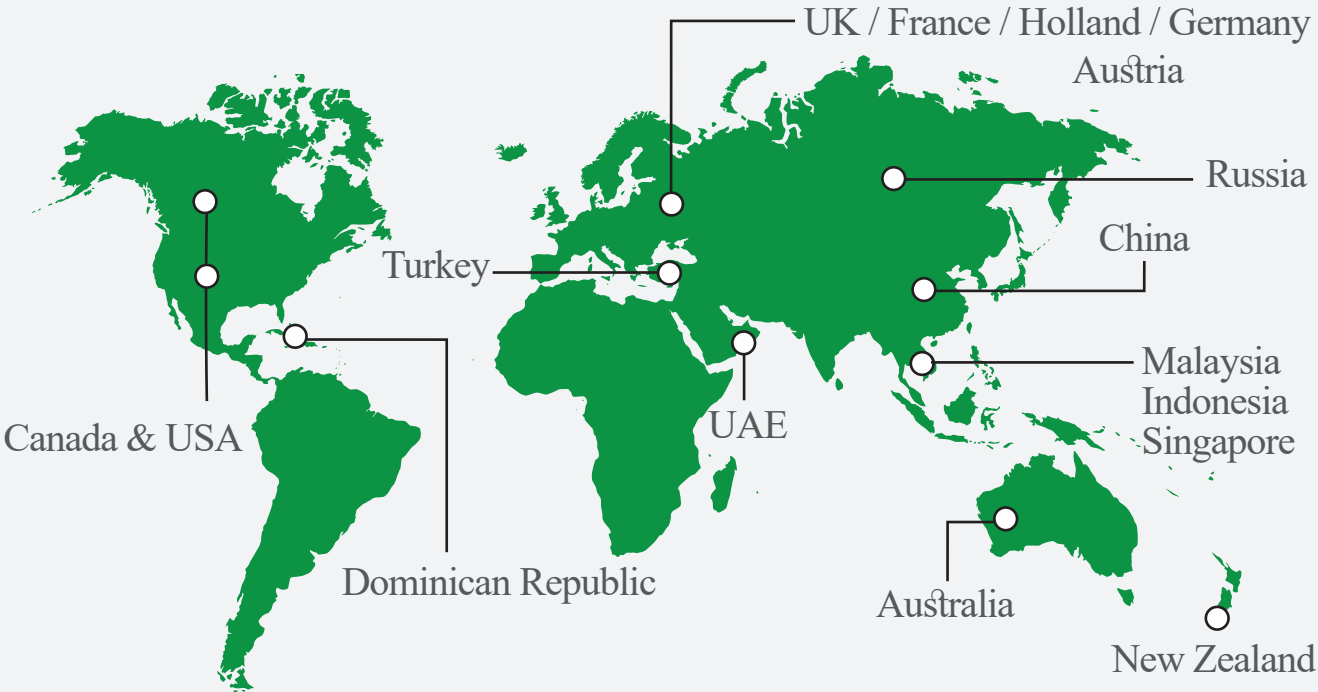 UK / France / Holland / Germany
Austria
Russia
China
Turkey
Malaysia
Indonesia
Singapore
UAE
Canada & USA
Dominican Republic
Australia
New Zealand